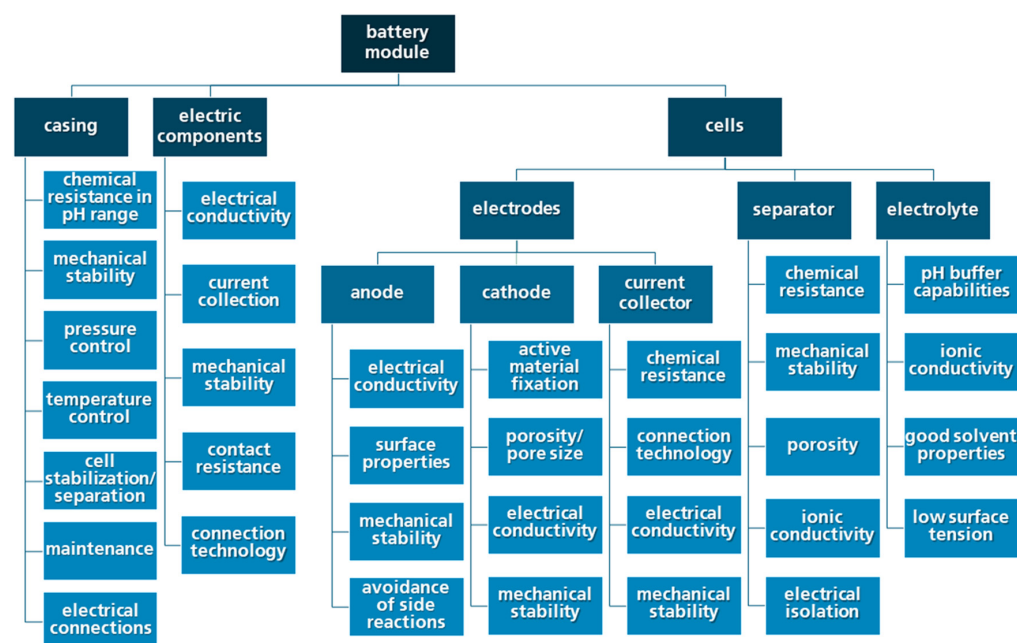 battery
module
casing
electric
components
cells
chemical
resistance in
pH range
mechanical
stability
pressure
control
temperature
control
cell
stabilization/
separation
maintenance
electrical
connections
electrical
conductivity
current
collection
mechanical
stability
contact
resistance
connection
technology
electrodes
separator
electrolyte
anode
cathode
current
collector
electrical
conductivity
surface
properties
mechanical
stability
avoidance
of side
reactions
active
material
fixation
porosity/
pore size
electrical
conductivity
mechanical
stability
chemical
resistance
connection
technology
electrical
conductivity
mechanical
stability
chemical
resistance
mechanical
stability
porosity
ionic
conductivity
electrical
isolation
pH buffer
capabilities
ionic
conductivity
good solvent
properties
low surface
tension